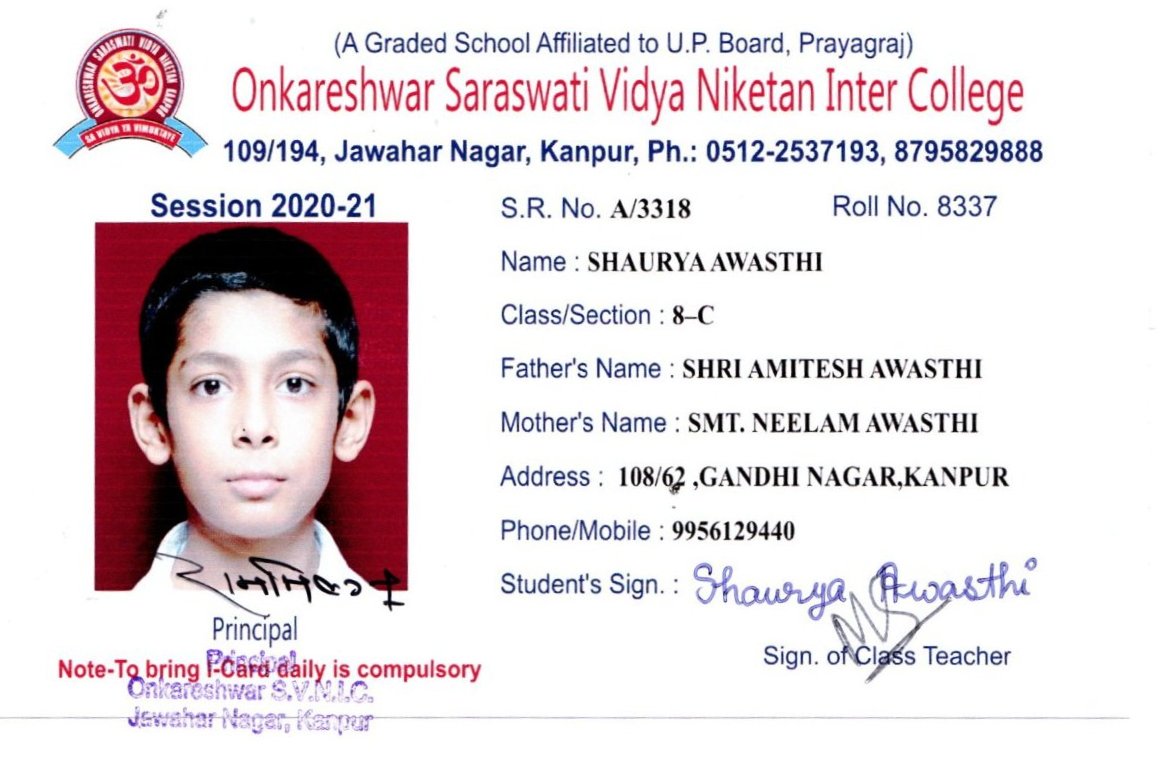 (A Graded School Affiliated to U.P. Board, Prayagraj)
Onkareshwar Saraswati Vidya Niketan Inter College
ONKARESHWAR SARASWATI VIDYA NIKETAN KANPUR
SA VIDYA YA VIMUKTAYE
109/194, Jawahar Nagar, Kanpur, Ph.: 0512-2537193, 8795829888
Session 2020-21
S.R. No. A/3318 Roll No. 8337
Name : SHAURYA AWASTHI
Class/Section : 8–C
Father's Name : SHRI AMITESH AWASTHI
Mother's Name : SMT. NEELAM AWASTHI
Address : 108/62 ,GANDHI NAGAR,KANPUR
Phone/Mobile : 9956129440
Student's Sign. : Shaurya Awasthi
Sign. of Class Teacher
Principal
Note-To bring I-Card daily is compulsory
Principal
Onkareshwar S.V.N.I.C.
Jawahar Nagar, Kanpur